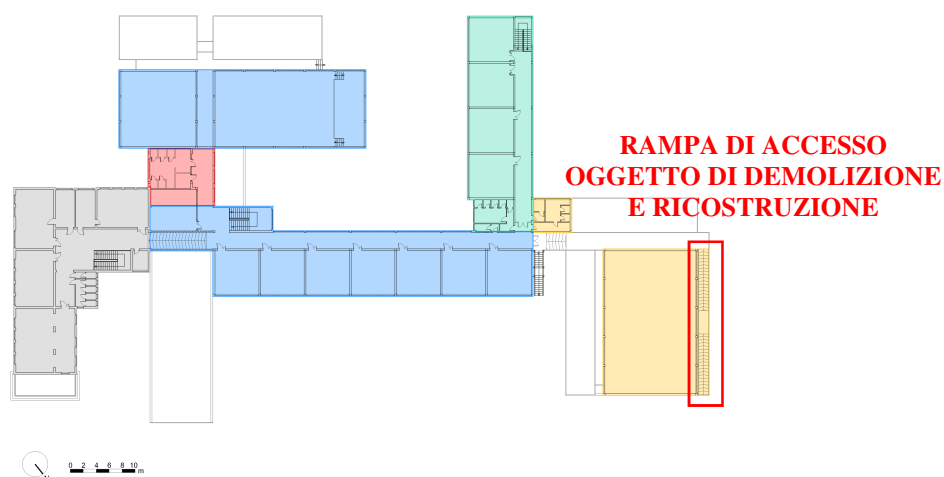 RAMPA DI ACCESSO
OGGETTO DI DEMOLIZIONE
E RICOSTRUZIONE
N
0 2 4 6 8 10
m